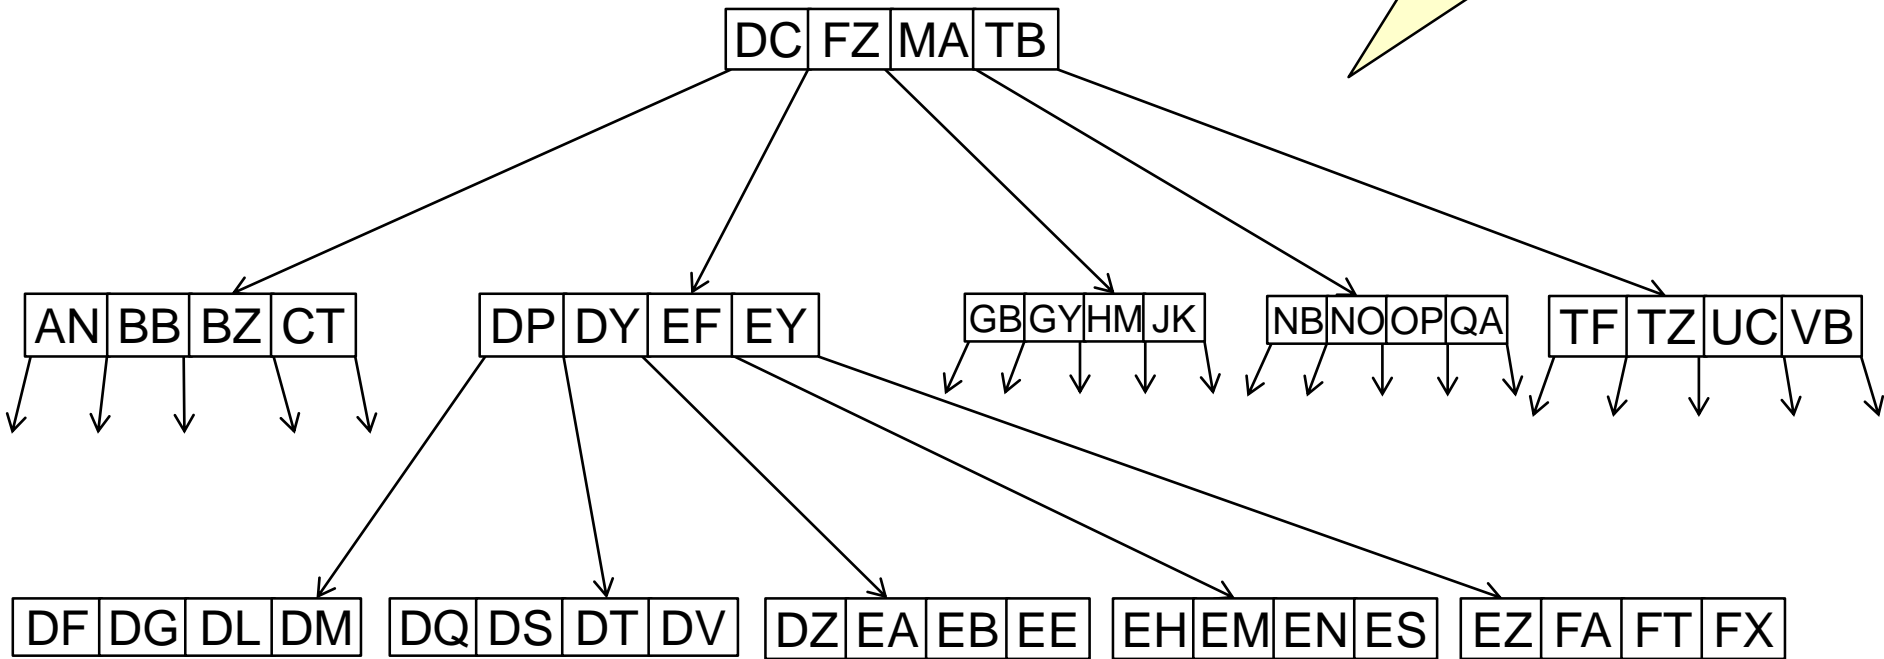 DC FZ MA TB
AN BB BZ CT DP DY EF EY GB GY HM JK NB NO OP QA TF TZ UC VB
DF DG DL DM DQ DS DT DV DZ EA EB EE EH EM EN ES EZ FA FT FX